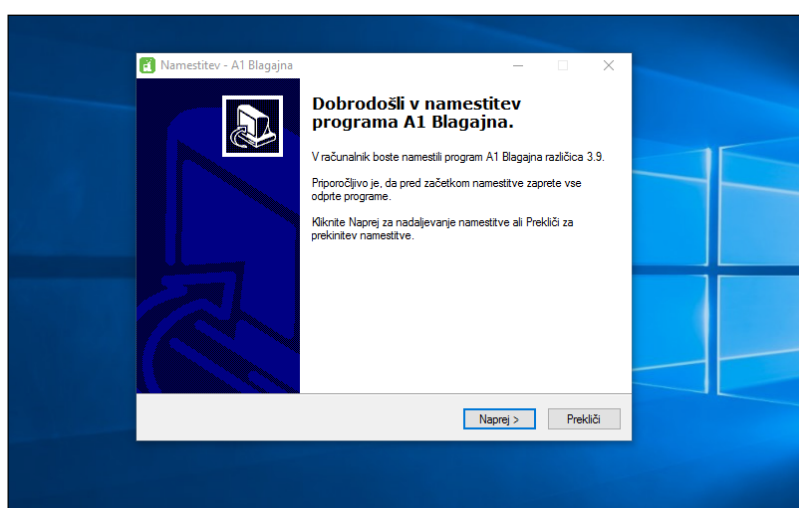 Namestitev - A1 Blagajna
Dobrodošli v namestitev
programa A1 Blagajna.
V računalnik boste namestili program A1 Blagajna različica 3.9.
Priporočljivo je, da pred začetkom namestitve zaprete vse
odprte programe.
Kliknite Naprej za nadaljevanje namestitve ali Prekliči za
prekinitev namestitve.
Naprej >
Prekliči